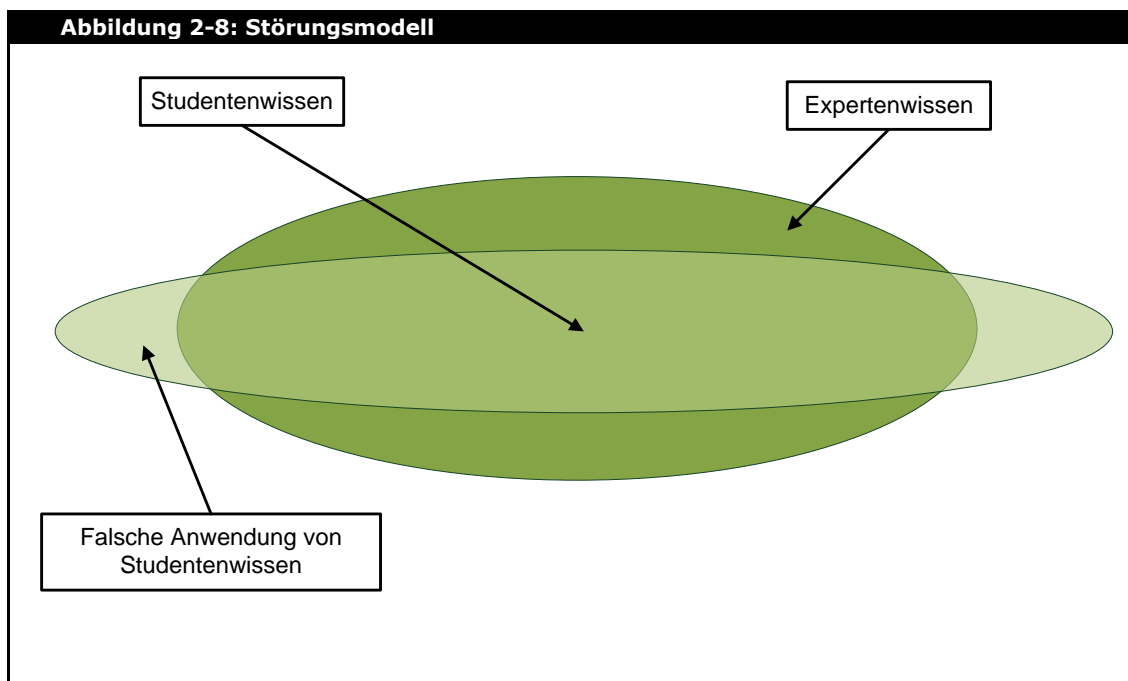 Abbildung 2-8: Störungsmodell
Studentenwissen
Expertenwissen
Falsche Anwendung von
Studentenwissen